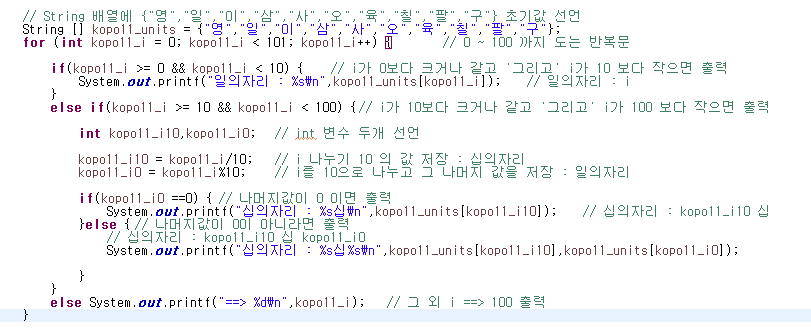 // String 배열에 {"영","일","이","삼","사","오","육","칠","팔","구"} 초기값 선언
String [] kopo11_units = {"영","일","이","삼","사","오","육","칠","팔","구"};
for (int kopo11_i = 0; kopo11_i < 101; kopo11_i++) { // 0 ~ 100 까지 도는 반복문
if(kopo11_i >= 0 && kopo11_i < 10) { // i가 0보다 크거나 같고 '그리고' i가 10 보다 작으면 출력
System.out.printf("일의자리 : %s\n",kopo11_units[kopo11_i]); // 일의자리 : i
}
else if(kopo11_i >= 10 && kopo11_i < 100) {// i가 10보다 크거나 같고 '그리고' i가 100 보다 작으면 출력
int kopo11_i10,kopo11_i0; // int 변수 두개 선언
kopo11_i10 = kopo11_i/10; // i 나누기 10 의 값 저장 : 십의자리
kopo11_i0 = kopo11_i%10; // i를 10으로 나누고 그 나머지 값을 저장 : 일의자리
if(kopo11_i0 ==0) { // 나머지값이 0 이면 출력
System.out.printf("십의자리 : %s십\n",kopo11_units[kopo11_i10]); // 십의자리 : kopo11_i10 십
}else { // 나머지값이 0이 아니라면 출력
// 십의자리 : kopo11_i10 십 kopo11_i0
System.out.printf("십의자리 : %s십%s\n",kopo11_units[kopo11_i10],kopo11_units[kopo11_i0]);
}
}
else System.out.printf("==> %d\n",kopo11_i); // 그 외 i ==> 100 출력
}